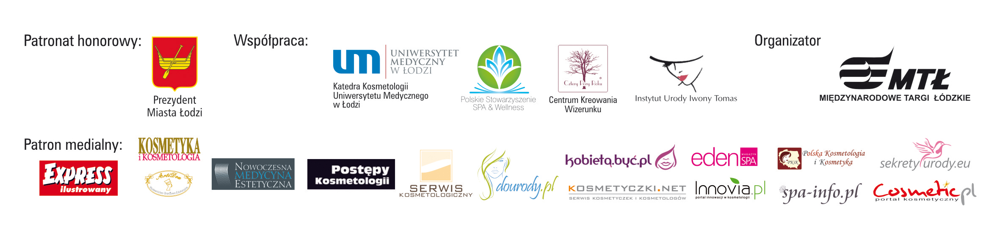 Patronat honorowy:
Prezydent
Miasta Łodzi
Współpraca:
um
UNIWERSYTET
MEDYCZNY
W ŁODZI
Katedra Kosmetologii
Uniwersytetu Medycznego
w Łodzi
Polskie Stowarzyszenie
SPA & Wellness
Cztery Pory Roku
Centrum Kreowania
Wizerunku
Instytut Urody Iwony Tomas
Organizator
MTŁ
MIĘDZYNARODOWE TARGI ŁÓDZKIE
Patron medialny:
EXPRESS
ilustrowany
KOSMETYKA
i KOSMETOLOGIA
ArtiDea
Wydawnictwo Branżowo-Edukacyjne
NOWOCZESNA
MEDYCYNA
ESTETYCZNA
Postępy
Kosmetologii
SERWIS
KOSMETOLOGICZNY
dourody.pl
kobieta.być.pl
KOSMETYCZKI.NET
SERWIS KOSMETYCZEK I KOSMETOLOGÓW
eden
MAGAZYN
SPA
Innovia.pl
portal innowacji w kosmetologii
PKiK
Polska Kosmetologia
i Kosmetyka
spa-info.pl
sekretyurody.eu
Cosmetic.pl
portal kosmetyczny